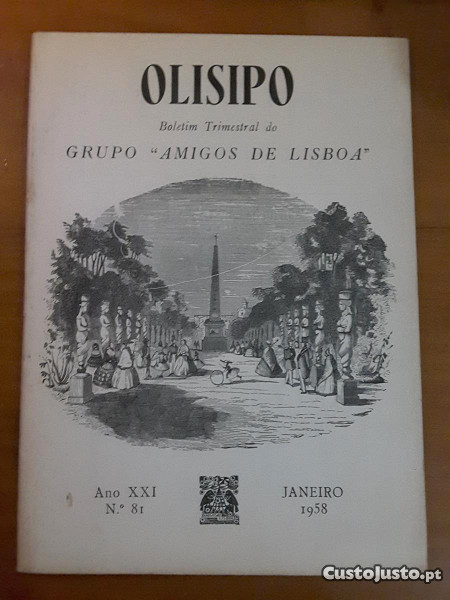 OLISIPO
Boletim Trimestral do
GRUPO "AMIGOS DE LISBOA"
Ano XXI
N.º 81
JANEIRO
1958
CustoJusto.pt